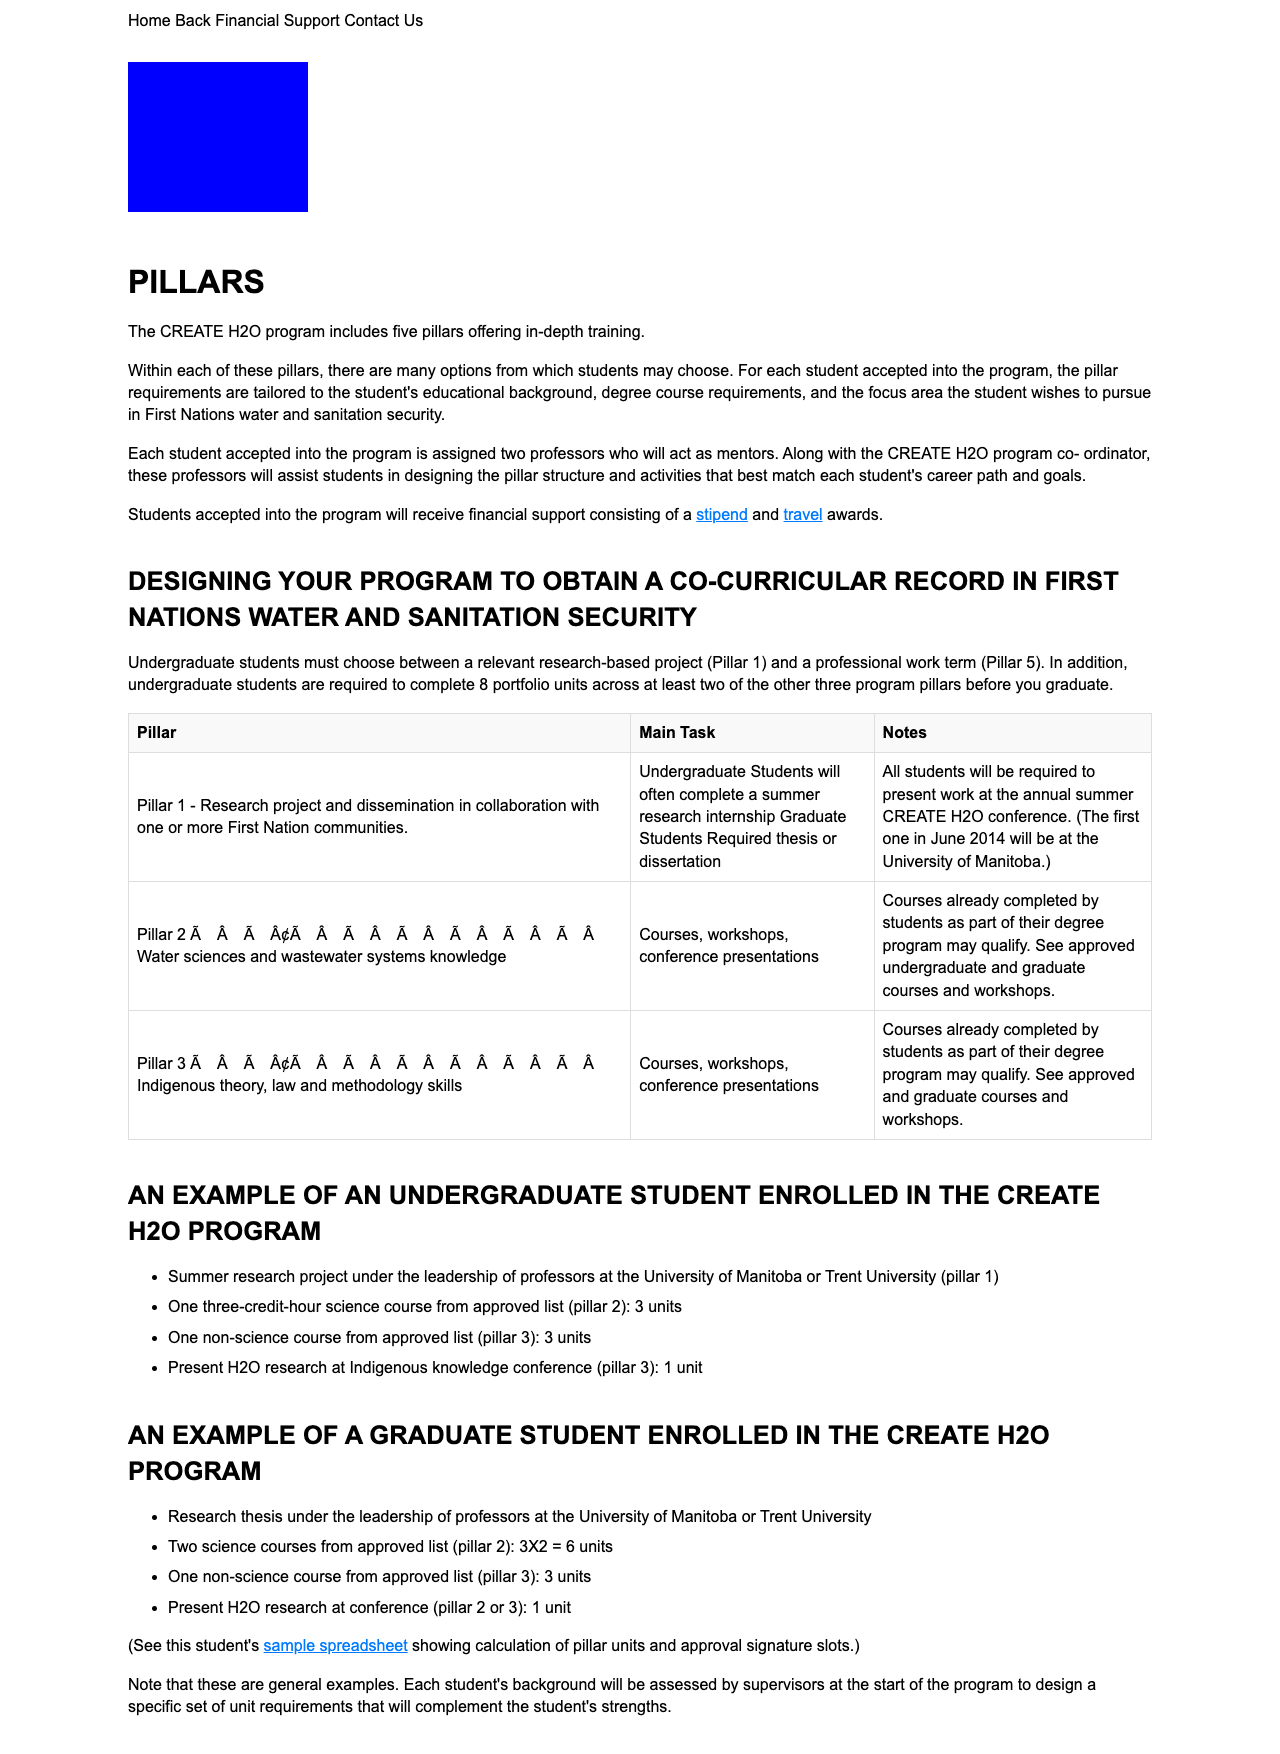 Home Back Financial Support Contact Us
PILLARS
The CREATE H2O program includes five pillars offering in-depth training.
Within each of these pillars, there are many options from which students may choose. For each student accepted into the program, the pillar
requirements are tailored to the student's educational background, degree course requirements, and the focus area the student wishes to pursue
in First Nations water and sanitation security.
Each student accepted into the program is assigned two professors who will act as mentors. Along with the CREATE H2O program co- ordinator,
these professors will assist students in designing the pillar structure and activities that best match each student's career path and goals.
Students accepted into the program will receive financial support consisting of a stipend and travel awards.
DESIGNING YOUR PROGRAM TO OBTAIN A CO-CURRICULAR RECORD IN FIRST
NATIONS WATER AND SANITATION SECURITY
Undergraduate students must choose between a relevant research-based project (Pillar 1) and a professional work term (Pillar 5). In addition,
undergraduate students are required to complete 8 portfolio units across at least two of the other three program pillars before you graduate.
Pillar Main Task Notes
Pillar 1 - Research project and dissemination in collaboration with
one or more First Nation communities.
Undergraduate Students will
often complete a summer
research internship Graduate
Students Required thesis or
dissertation
All students will be required to
present work at the annual summer
CREATE H2O conference. (The first
one in June 2014 will be at the
University of Manitoba.)
Pillar 2 Ã Â Ã Â¢Ã Â Ã Â Ã Â Ã Â Ã Â Ã Â
Water sciences and wastewater systems knowledge
Courses, workshops,
conference presentations
Courses already completed by
students as part of their degree
program may qualify. See approved
undergraduate and graduate
courses and workshops.
Pillar 3 Ã Â Ã Â¢Ã Â Ã Â Ã Â Ã Â Ã Â Ã Â
Indigenous theory, law and methodology skills
Courses, workshops,
conference presentations
Courses already completed by
students as part of their degree
program may qualify. See approved
and graduate courses and
workshops.
AN EXAMPLE OF AN UNDERGRADUATE STUDENT ENROLLED IN THE CREATE
H2O PROGRAM
• Summer research project under the leadership of professors at the University of Manitoba or Trent University (pillar 1)
• One three-credit-hour science course from approved list (pillar 2): 3 units
• One non-science course from approved list (pillar 3): 3 units
• Present H2O research at Indigenous knowledge conference (pillar 3): 1 unit
AN EXAMPLE OF A GRADUATE STUDENT ENROLLED IN THE CREATE H2O
PROGRAM
• Research thesis under the leadership of professors at the University of Manitoba or Trent University
• Two science courses from approved list (pillar 2): 3X2 = 6 units
• One non-science course from approved list (pillar 3): 3 units
• Present H2O research at conference (pillar 2 or 3): 1 unit
(See this student's sample spreadsheet showing calculation of pillar units and approval signature slots.)
Note that these are general examples. Each student's background will be assessed by supervisors at the start of the program to design a
specific set of unit requirements that will complement the student's strengths.